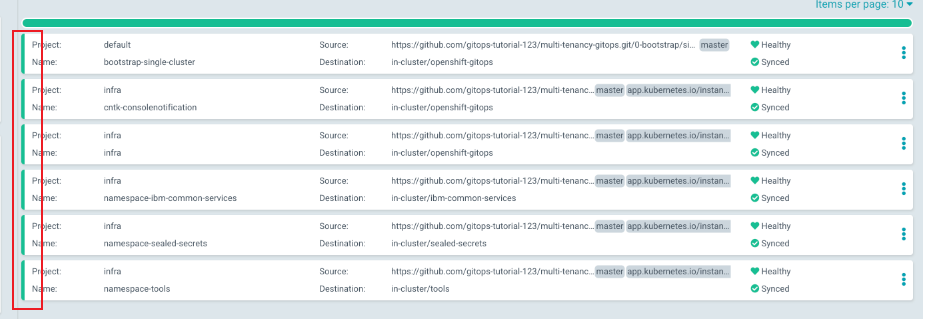 Items per page: 10
Project: default Source: https://github.com/gitops-tutorial-123/multi-tenancy-gitops.git/0-bootstrap/si... master Healthy
Name: bootstrap-single-cluster Destination: in-cluster/openshift-gitops Synced
Project: infra Source: https://github.com/gitops-tutorial-123/multi-tenanc... master app.kubernetes.io/instan... Healthy
Name: cntk-consolenotification Destination: in-cluster/openshift-gitops Synced
Project: infra Source: https://github.com/gitops-tutorial-123/multi-tenanc... master app.kubernetes.io/instan... Healthy
Name: infra Destination: in-cluster/openshift-gitops Synced
Project: infra Source: https://github.com/gitops-tutorial-123/multi-tenanc... master app.kubernetes.io/instan... Healthy
Name: namespace-ibm-common-services Destination: in-cluster/ibm-common-services Synced
Project: infra Source: https://github.com/gitops-tutorial-123/multi-tenanc... master app.kubernetes.io/instan... Healthy
Name: namespace-sealed-secrets Destination: in-cluster/sealed-secrets Synced
Project: infra Source: https://github.com/gitops-tutorial-123/multi-tenanc... master app.kubernetes.io/instan... Healthy
Name: namespace-tools Destination: in-cluster/tools Synced